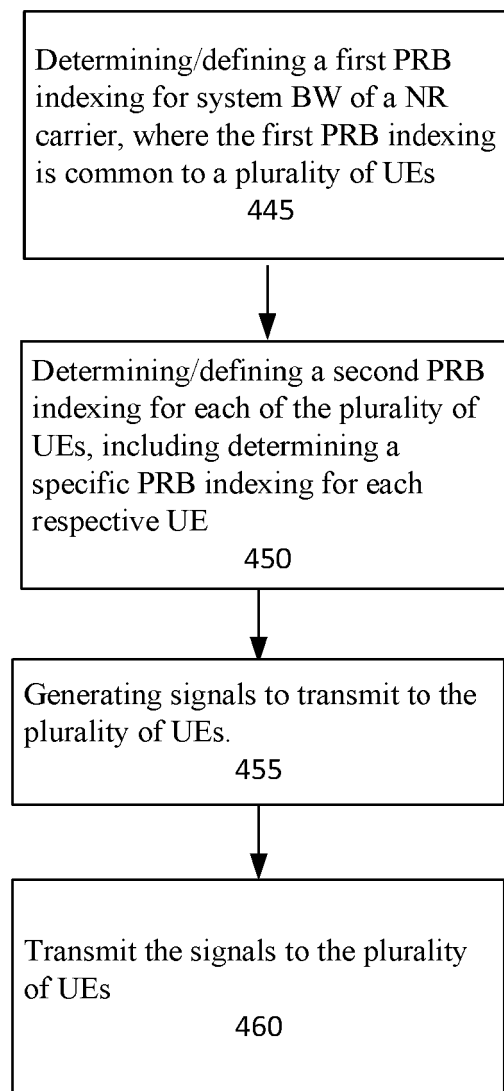 Determining/defining a first PRB
indexing for system BW of a NR
carrier, where the first PRB indexing
is common to a plurality of UEs
445
Determining/defining a second PRB
indexing for each of the plurality of
UEs, including determining a
specific PRB indexing for each
respective UE
450
Generating signals to transmit to the
plurality of UEs.
455
Transmit the signals to the plurality
of UEs
460